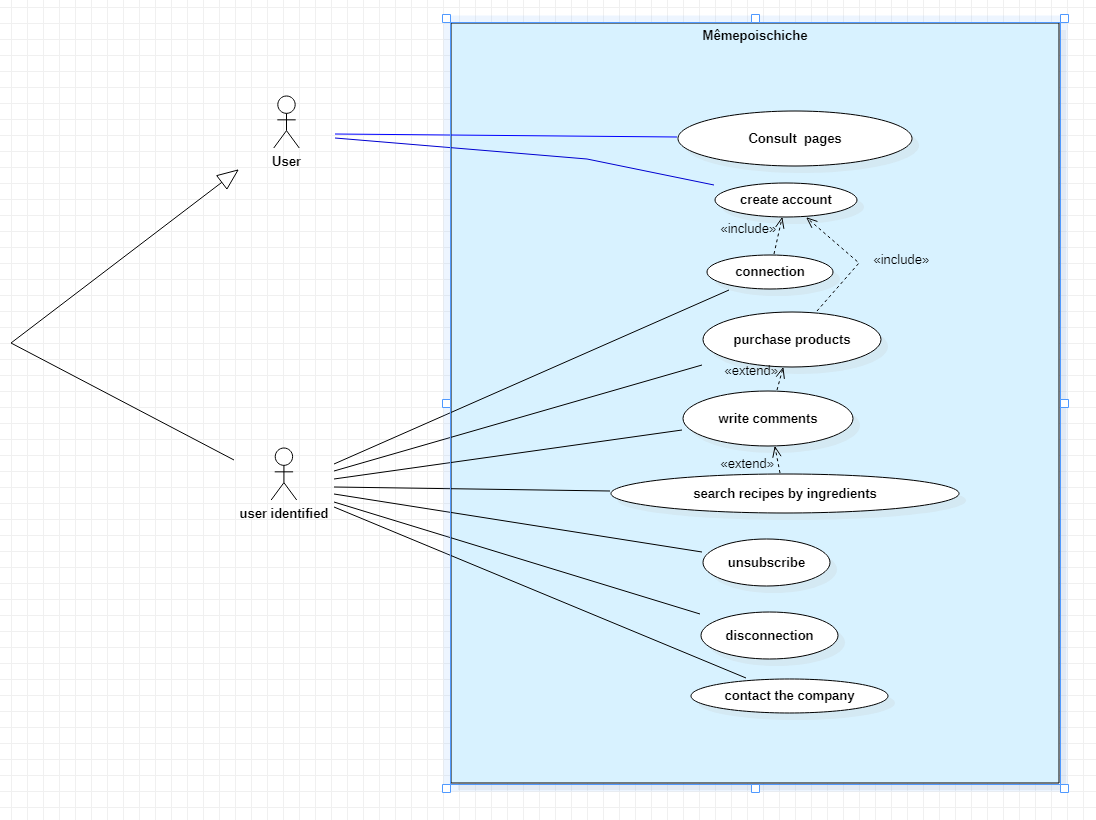 Mêmepoischiche
User
Consult  pages
create account
«include»
«include»
connection
purchase products
«extend»
write comments
«extend»
search recipes by ingredients
user identified
unsubscribe
disconnection
contact the company